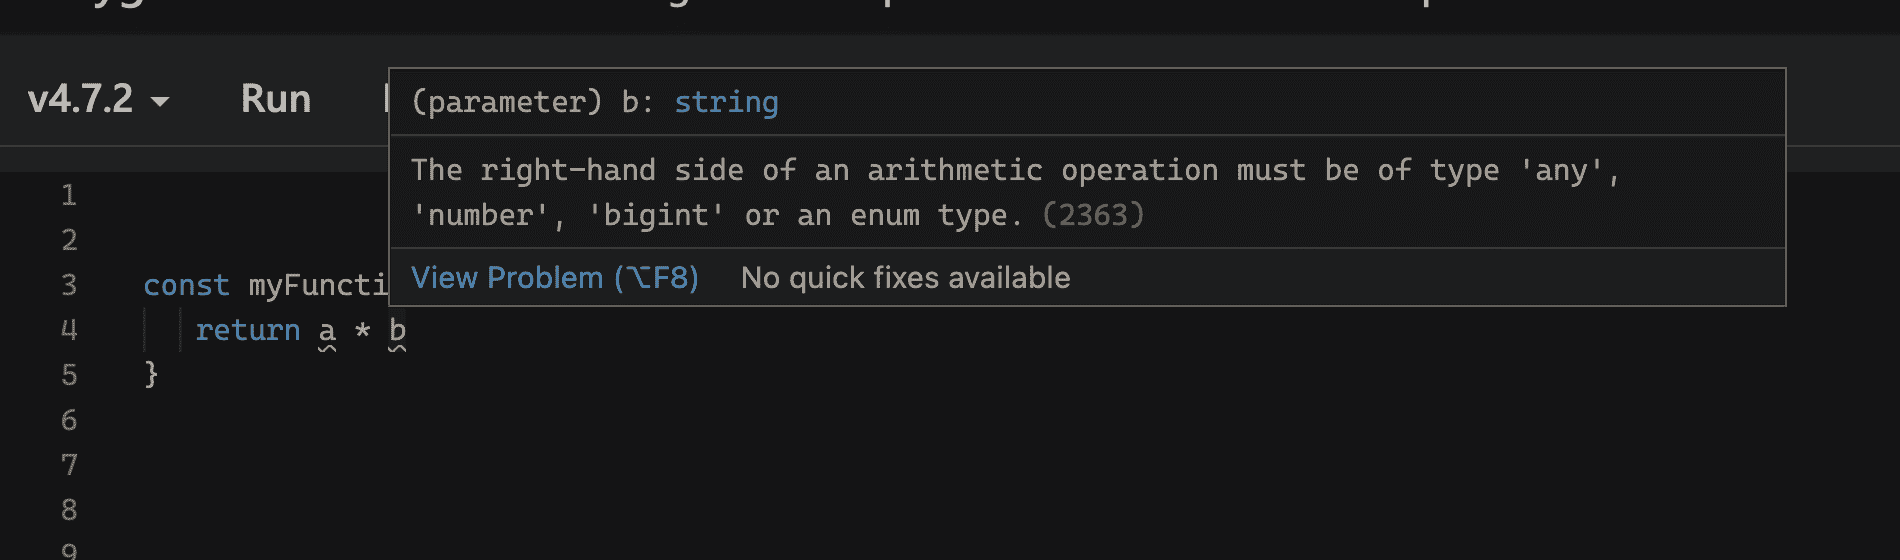 v4.7.2 Run
(parameter) b: string
The right-hand side of an arithmetic operation must be of type 'any',
'number', 'bigint' or an enum type. (2363)
View Problem (⌥F8) No quick fixes available
1
2
3 const myFuncti
4 return a * b
5 }
6
7
8
9